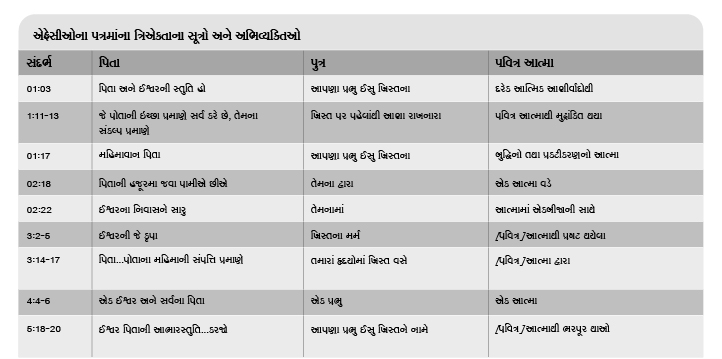 એફેસીઓના પત્રમાંના ત્રિએકતાના સૂત્રો અને અભિવ્યક્તિઓ
સંદર્ભ પિતા પુત્ર પવિત્ર આત્મા
01:03 પિતા અને ઈશ્વરની સ્તુતિ હો આપણા પ્રભુ ઈસુ ખ્રિસ્તના દરેક આત્મિક આશીર્વાદોથી
1:11-13 જે પોતાની ઇચ્છા પ્રમાણે સર્વ કરે છે, તેમના ખ્રિસ્ત પર પહેલાંથી આશા રાખનારા પવિત્ર આત્માથી મુદ્રાંકિત થયા
સંકલ્પ પ્રમાણે
01:17 મહિમાવાન પિતા આપણા પ્રભુ ઈસુ ખ્રિસ્તના બુદ્ધિનો તથા પ્રકટીકરણનો આત્મા
02:18 પિતાની હજૂરમા જવા પામીએ છીએ તેમના દ્વારા એક આત્મા વડે
02:22 ઈશ્વરના નિવાસને સારુ તેમનામાં આત્મામાં એકબીજાની સાથે
3:2-5 ઈશ્વરની જે કૃપા ખ્રિસ્તના મર્મ [પવિત્ર] આત્માથી પ્રગટ થયેલા
3:14-17 પિતા...પોતાના મહિમાની સંપત્તિ પ્રમાણે તમારાં હ્રદયોમાં ખ્રિસ્ત વસે [પવિત્ર] આત્મા દ્વારા
4:4-6 એક ઈશ્વર અને સર્વના પિતા એક પ્રભુ એક આત્મા
5:18-20 ઈશ્વર પિતાની આભારસ્તુતિ...કરજો આપણા પ્રભુ ઈસુ ખ્રિસ્તને નામે [પવિત્ર] આત્માથી ભરપૂર થાઓ